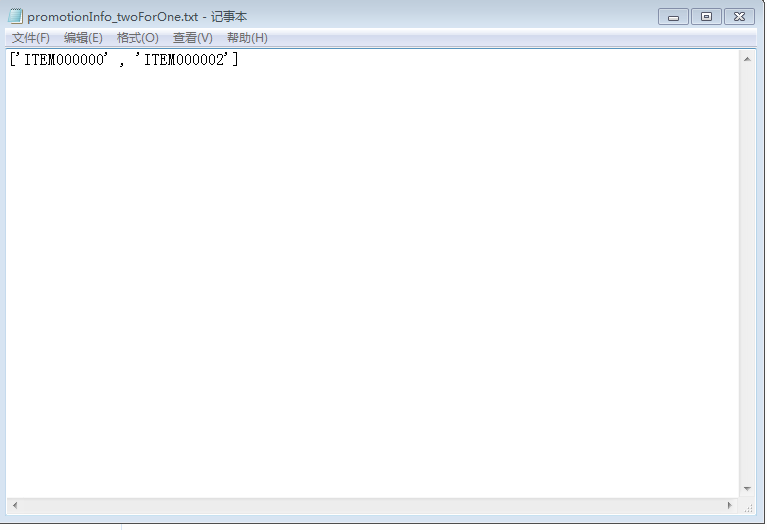 promotionInfo_twoForOne.txt - 记事本
文件(F) 编辑(E) 格式(O) 查看(V) 帮助(H)
['ITEM000000' , 'ITEM000002']